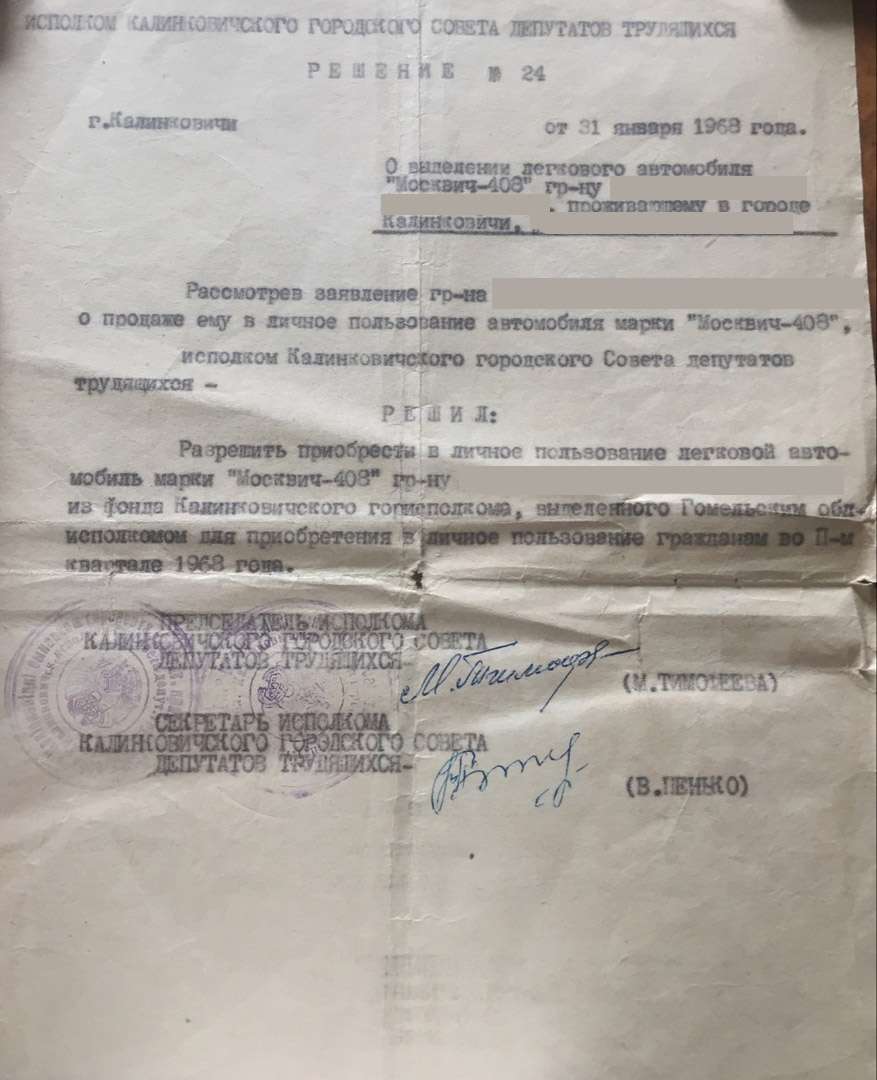 ИСПОЛКОМ КАЛИНКОВИЧСКОГО ГОРОДСКОГО СОВЕТА ДЕПУТАТОВ ТРУДЯЩИХСЯ
РЕШЕНИЕ № 24
г.Калинковичи от 31 января 1968 года.
О выделении легкового автомобиля
"Москвич-408" гр-ну
. проживающему в городе
Калинковичи,
Рассмотрев заявление гр-на
о продаже ему в личное пользование автомобиля марки "Москвич-408",
исполком Калинковичского городского Совета депутатов
трудящихся -
РЕШИЛ:
Разрешить приобрести в личное пользование легковой авто-
мобиль марки "Москвич-408" гр-ну
из фонда Калинковичского горисполкома, выделенного Гомельским обл-
исполкомом для приобретения в личное пользование гражданам во П-м
квартале 1968 года.
ПРЕДСЕДАТЕЛЬ ИСПОЛКОМА
КАЛИНКОВИЧСКОГО ГОРОДСКОГО СОВЕТА
ДЕПУТАТОВ ТРУДЯЩИХСЯ-
(М.ТИМОФЕЕВА)
СЕКРЕТАРЬ ИСПОЛКОМА
КАЛИНКОВИЧСКОГО ГОРОДСКОГО СОВЕТА
ДЕПУТАТОВ ТРУДЯЩИХСЯ-
(В.ПЕНЬКО)